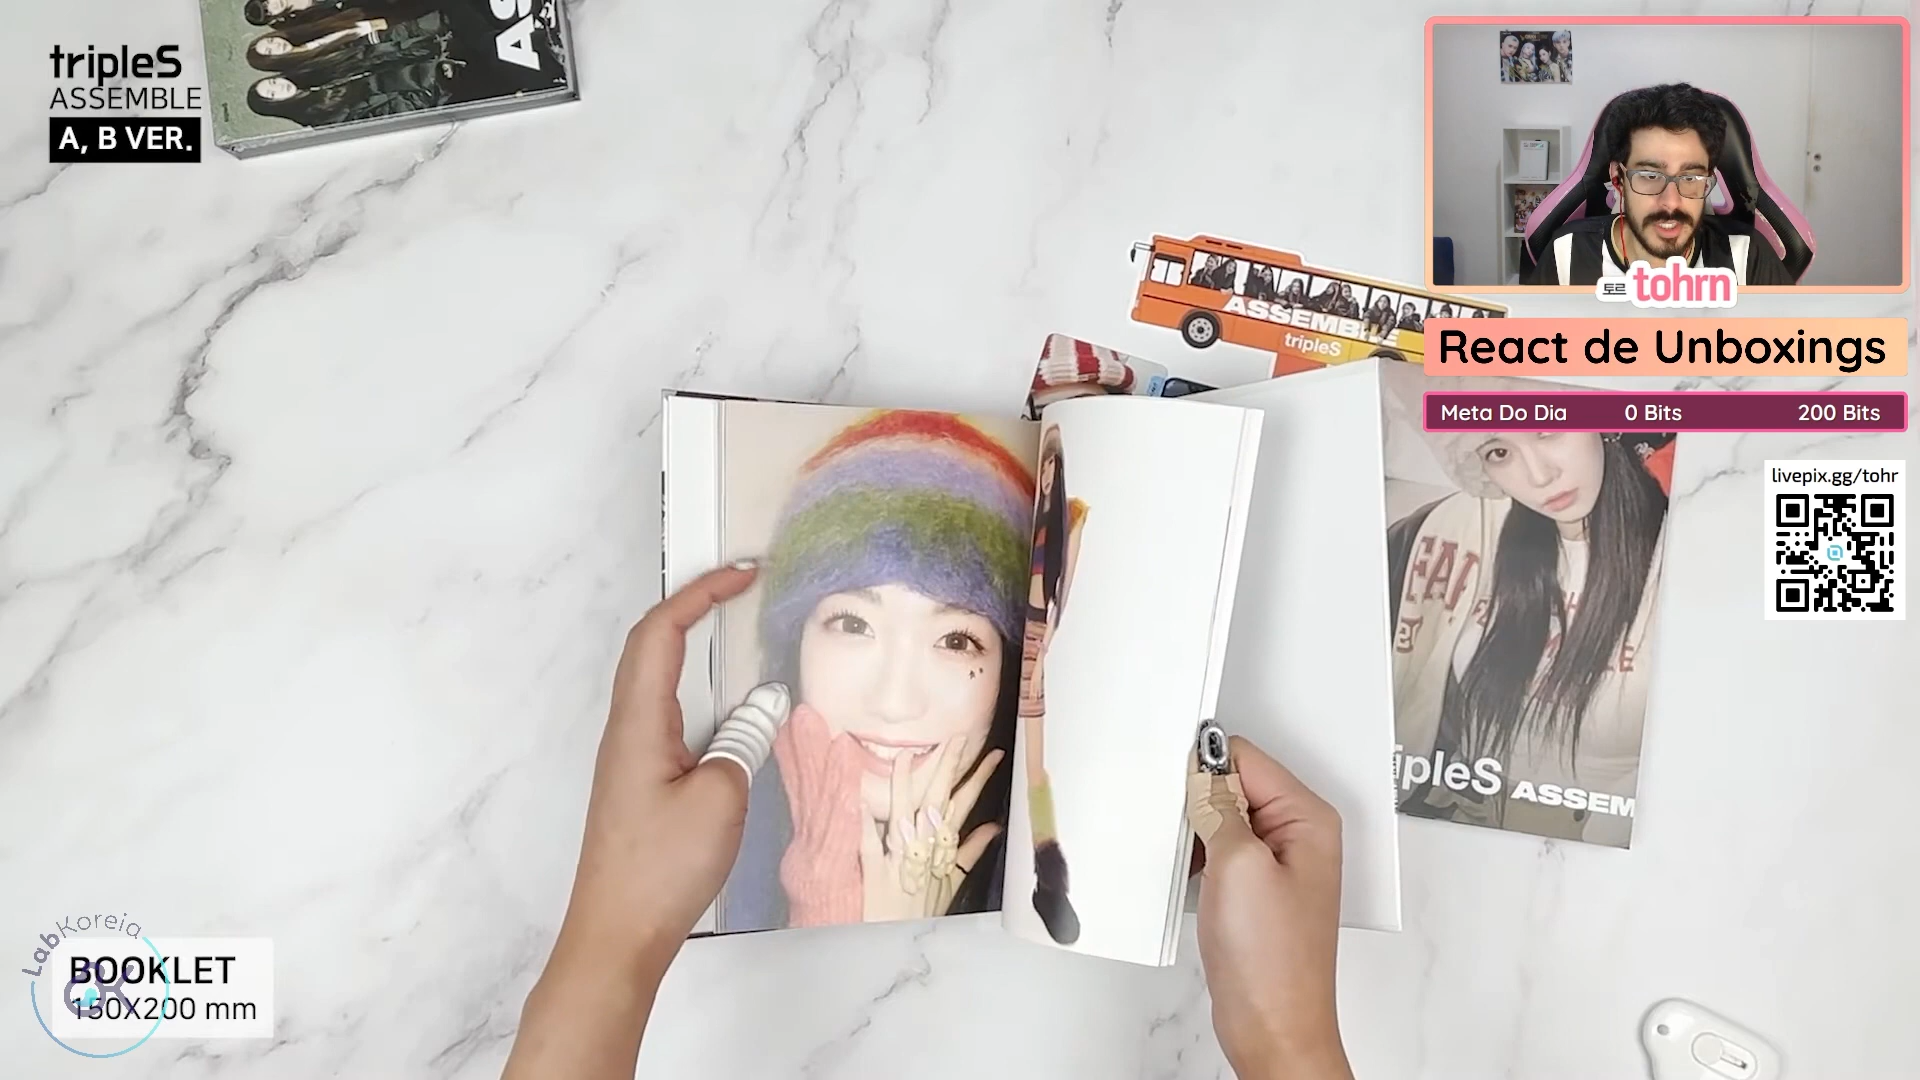 tripleS
ASSEMBLE
A, B VER.
ASSEMBLE
tripleS
토르 tohrn
React de Unboxings
Meta Do Dia 0 Bits 200 Bits
livepix.gg/tohr
ipleS ASSEM
LabKoreia
BOOKLET
150X200 mm